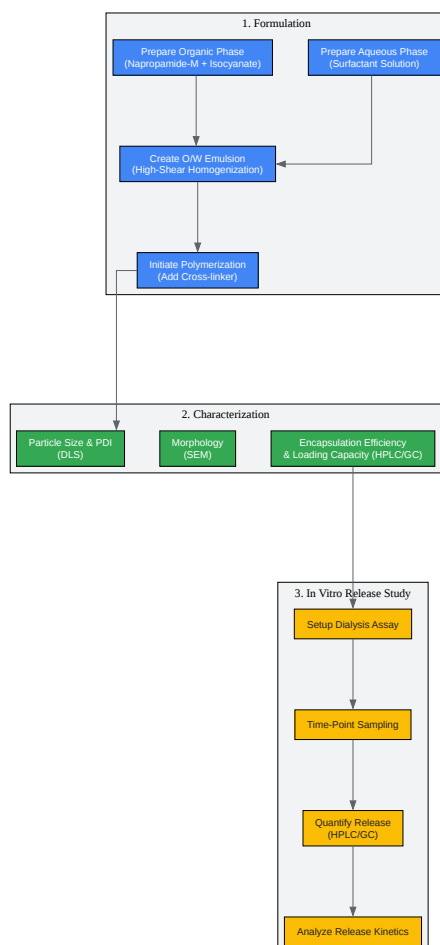 1. Formulation
Prepare Organic Phase
(Napropamide-M + Isocyanate)
Prepare Aqueous Phase
(Surfactant Solution)
Create O/W Emulsion
(High-Shear Homogenization)
Initiate Polymerization
(Add Cross-linker)
2. Characterization
Particle Size & PDI
(DLS)
Morphology
(SEM)
Encapsulation Efficiency
& Loading Capacity (HPLC/GC)
3. In Vitro Release Study
Setup Dialysis Assay
Time-Point Sampling
Quantify Release
(HPLC/GC)
Analyze Release Kinetics